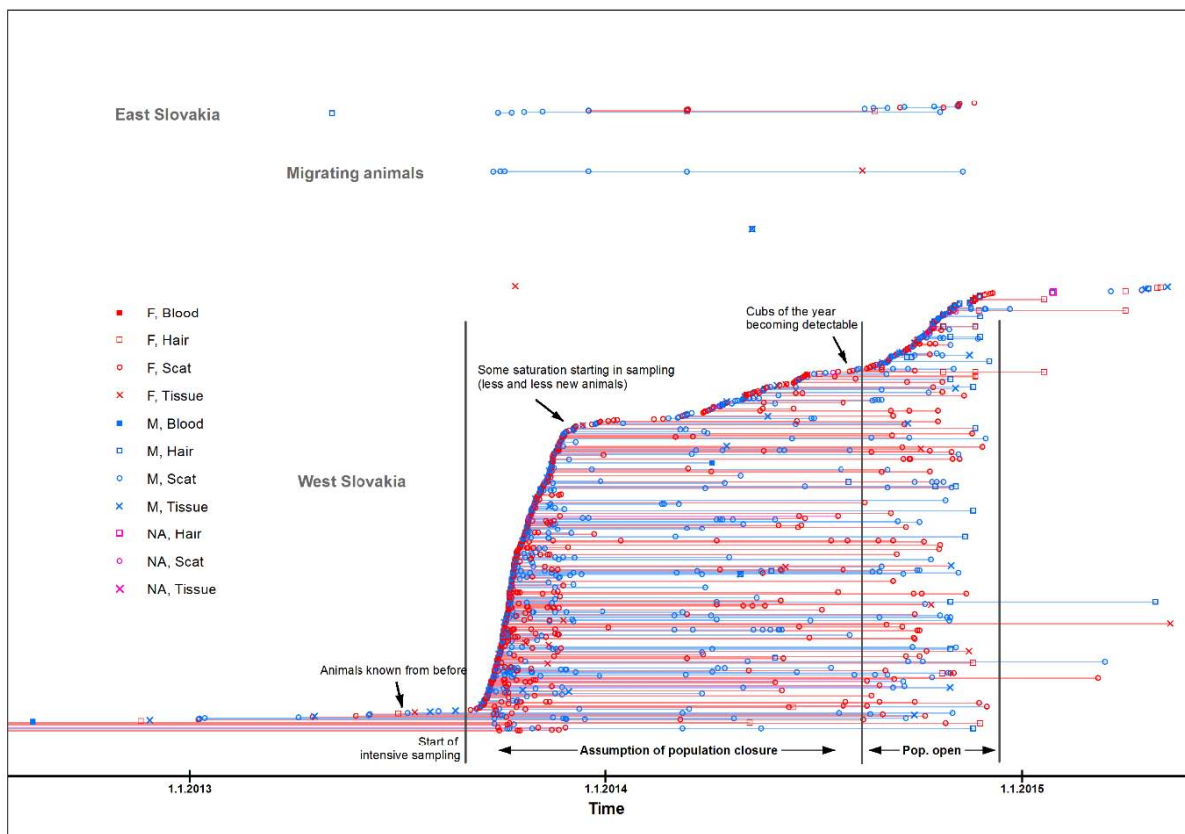 East Slovakia
Migrating animals
F, Blood
F, Hair
F, Scat
F, Tissue
M, Blood
M, Hair
M, Scat
M, Tissue
NA, Hair
NA, Scat
NA, Tissue
Cubs of the year
becoming detectable
Some saturation starting in sampling
(less and less new animals)
West Slovakia
Animals known from before
Start of
intensive sampling
Assumption of population closure
Pop. open
1.1.2013
1.1.2014
1.1.2015
Time